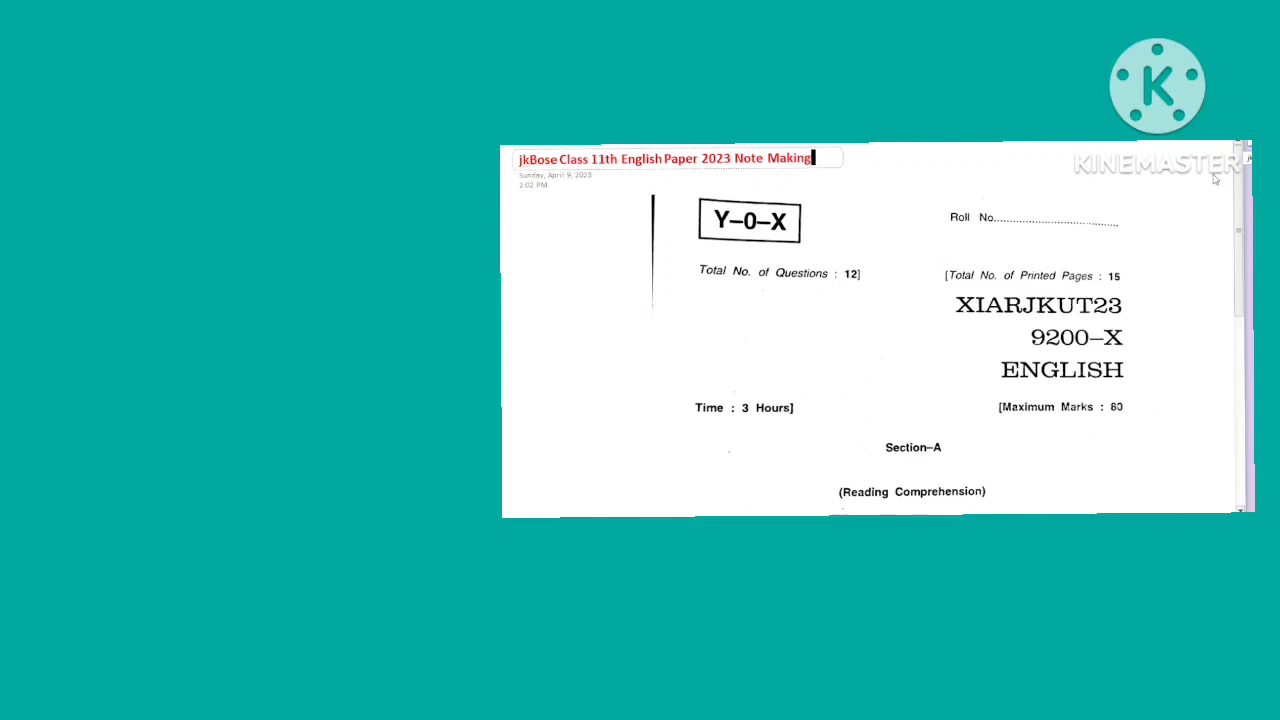 K
KINEMASTER
jkBose Class 11th English Paper 2023 Note Making
Sunday, April 9, 2023
2:02 PM
Y–0–X
Roll No.............................................
Total No. of Questions : 12]
[Total No. of Printed Pages : 15
XIARJKUT23
9200–X
ENGLISH
Time : 3 Hours]
[Maximum Marks : 80
Section–A
(Reading Comprehension)